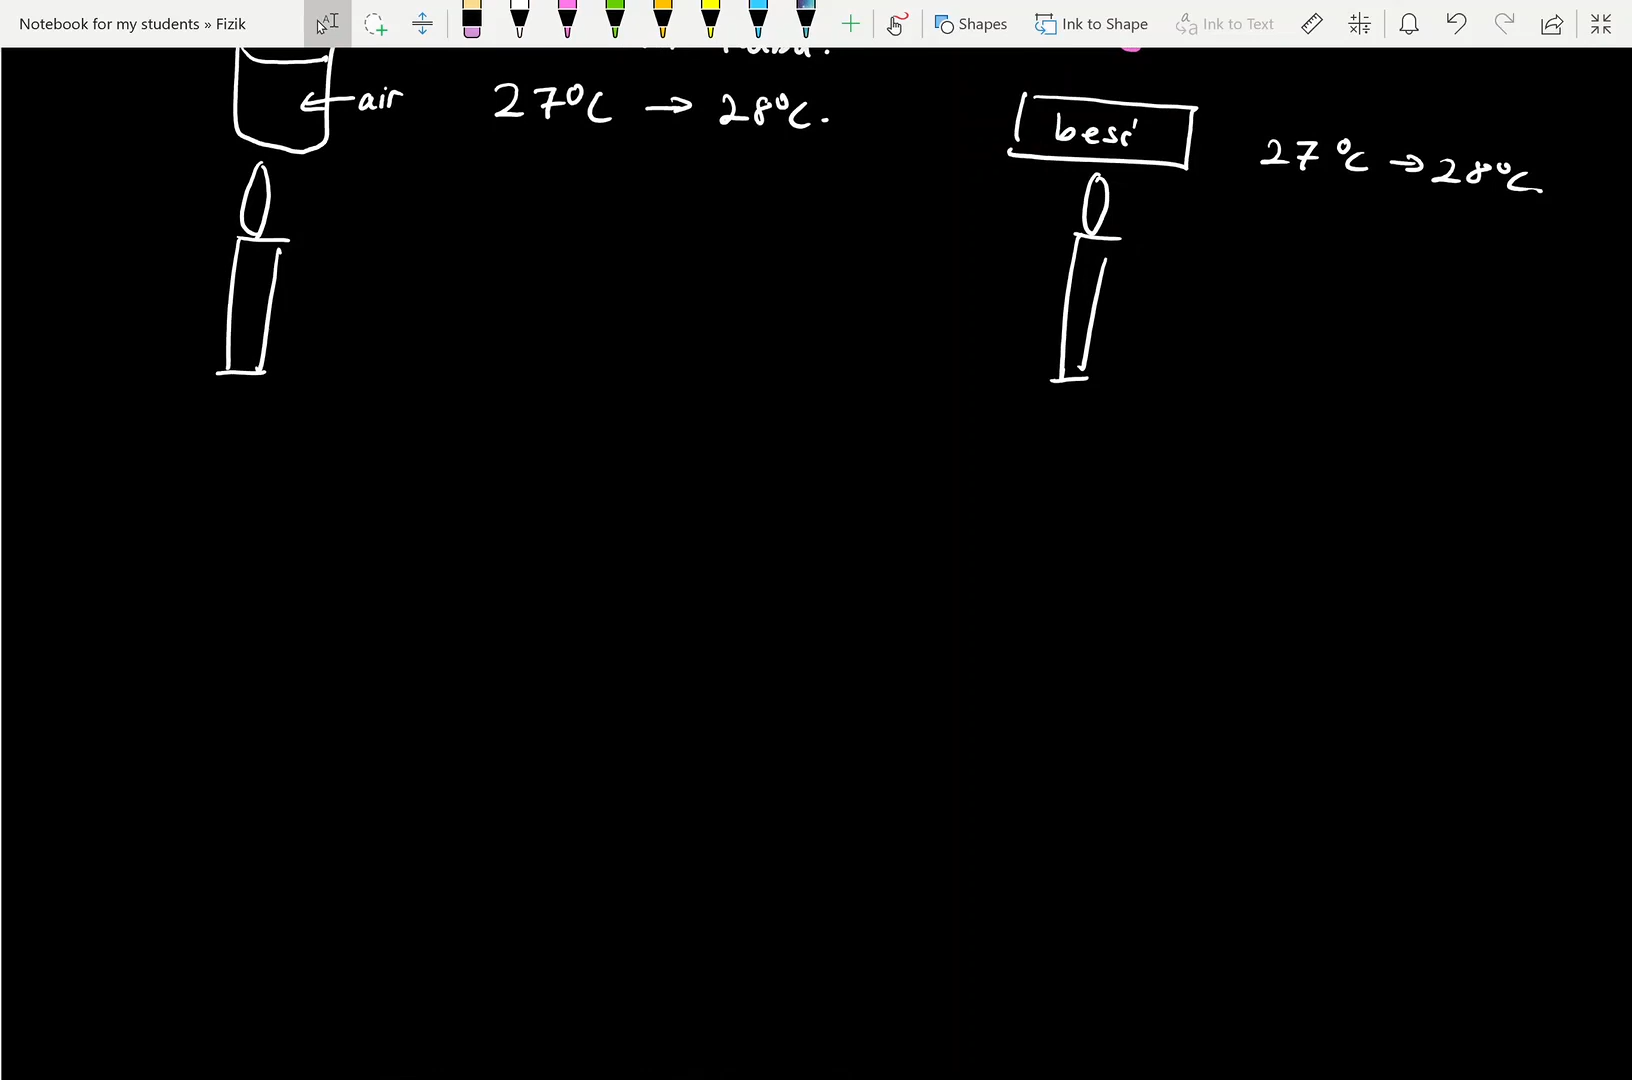 Notebook for my students » Fizik
Shapes
Ink to Shape
Ink to Text
air
27°C → 28°C.
besi
27°C → 28°C